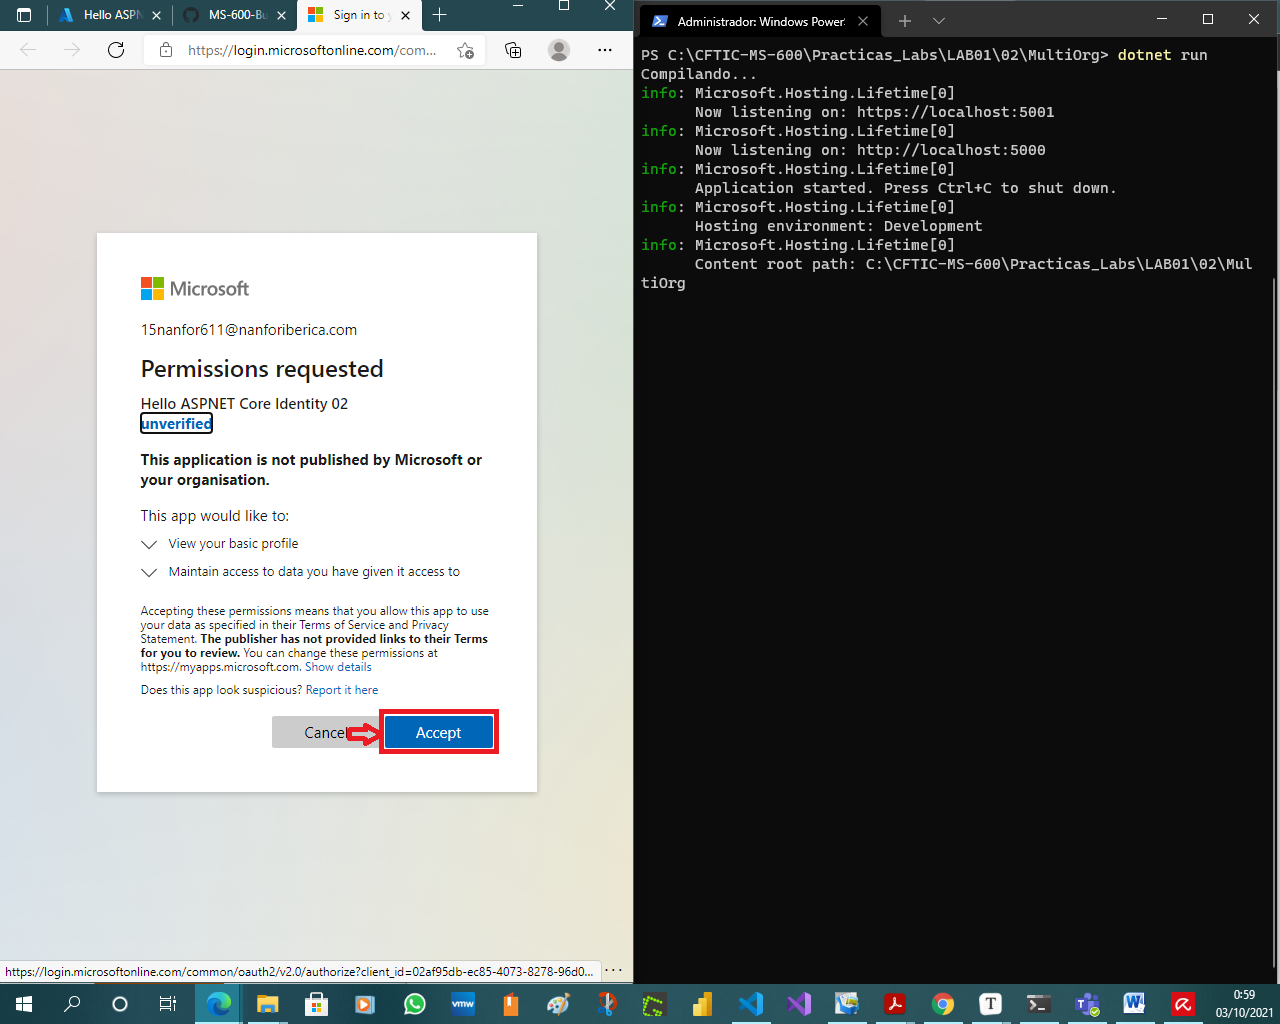 Hello ASPN
MS-600-Bu
Sign in to y
https://login.microsoftonline.com/com...
Microsoft
15nanfor611@nanforiberica.com
Permissions requested
Hello ASPNET Core Identity 02
unverified
This application is not published by Microsoft or
your organisation.
This app would like to:
View your basic profile
Maintain access to data you have given it access to
Accepting these permissions means that you allow this app to use
your data as specified in their Terms of Service and Privacy
Statement. The publisher has not provided links to their Terms
for you to review. You can change these permissions at
https://myapps.microsoft.com. Show details
Does this app look suspicious? Report it here
Cancel
Accept
https://login.microsoftonline.com/common/oauth2/v2.0/authorize?client_id=02af95db-ec85-4073-8278-96d0...
Administrador: Windows PowerS
PS C:\CFTIC-MS-600\Practicas_Labs\LAB01\02\MultiOrg> dotnet run
Compilando...
info: Microsoft.Hosting.Lifetime[0]
Now listening on: https://localhost:5001
info: Microsoft.Hosting.Lifetime[0]
Now listening on: http://localhost:5000
info: Microsoft.Hosting.Lifetime[0]
Application started. Press Ctrl+C to shut down.
info: Microsoft.Hosting.Lifetime[0]
Hosting environment: Development
info: Microsoft.Hosting.Lifetime[0]
Content root path: C:\CFTIC-MS-600\Practicas_Labs\LAB01\02\Mul
tiOrg
vmw
T
W
0:59
03/10/2021